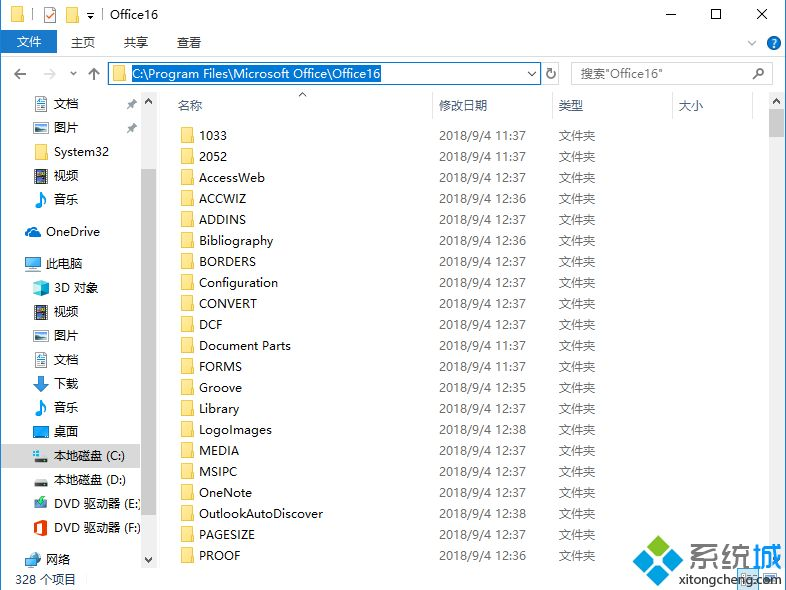 Office16
文件 主页 共享 查看
C:\Program Files\Microsoft Office\Office16 搜索"Office16"
名称 修改日期 类型 大小
文档
图片
System32
视频
音乐
OneDrive
此电脑
3D 对象
视频
图片
文档
下载
音乐
桌面
本地磁盘 (C:)
本地磁盘 (D:)
DVD 驱动器 (E:)
DVD 驱动器 (F:)
网络
1033 2018/9/4 11:37 文件夹
2052 2018/9/4 12:37 文件夹
AccessWeb 2018/9/4 12:37 文件夹
ACCWIZ 2018/9/4 12:36 文件夹
ADDINS 2018/9/4 12:37 文件夹
Bibliography 2018/9/4 12:36 文件夹
BORDERS 2018/9/4 12:37 文件夹
Configuration 2018/9/4 12:37 文件夹
CONVERT 2018/9/4 12:37 文件夹
DCF 2018/9/4 12:37 文件夹
Document Parts 2018/9/4 11:37 文件夹
FORMS 2018/9/4 11:37 文件夹
Groove 2018/9/4 12:35 文件夹
Library 2018/9/4 12:37 文件夹
LogoImages 2018/9/4 12:38 文件夹
MEDIA 2018/9/4 12:37 文件夹
MSIPC 2018/9/4 12:37 文件夹
OneNote 2018/9/4 12:37 文件夹
OutlookAutoDiscover 2018/9/4 12:38 文件夹
PAGESIZE 2018/9/4 12:37 文件夹
PROOF 2018/9/4 12:36 文件夹
328 个项目
系统城
xitongcheng.com